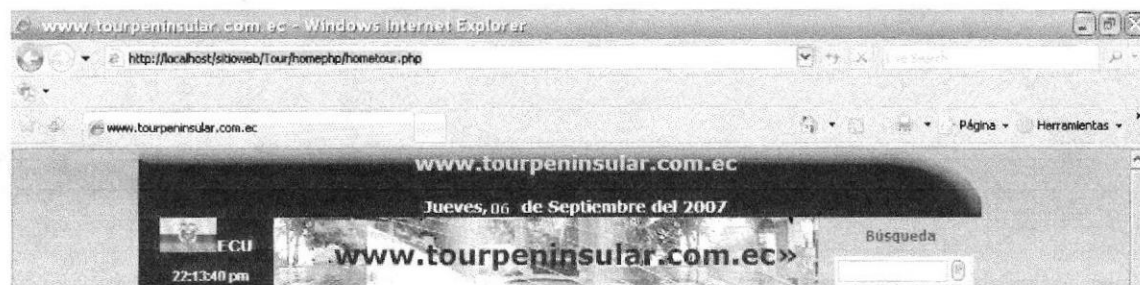 www.tourpeninsular.com.ec - Windows Internet Explorer
http://localhost/sitioweb/Tour/homephp/hometour.php
Live Search
www.tourpeninsular.com.ec
Página
Herramientas
www.tourpeninsular.com.ec
Jueves, 06 de Septiembre del 2007
ECU
www.tourpeninsular.com.ec»
Búsqueda
22:13:40 pm